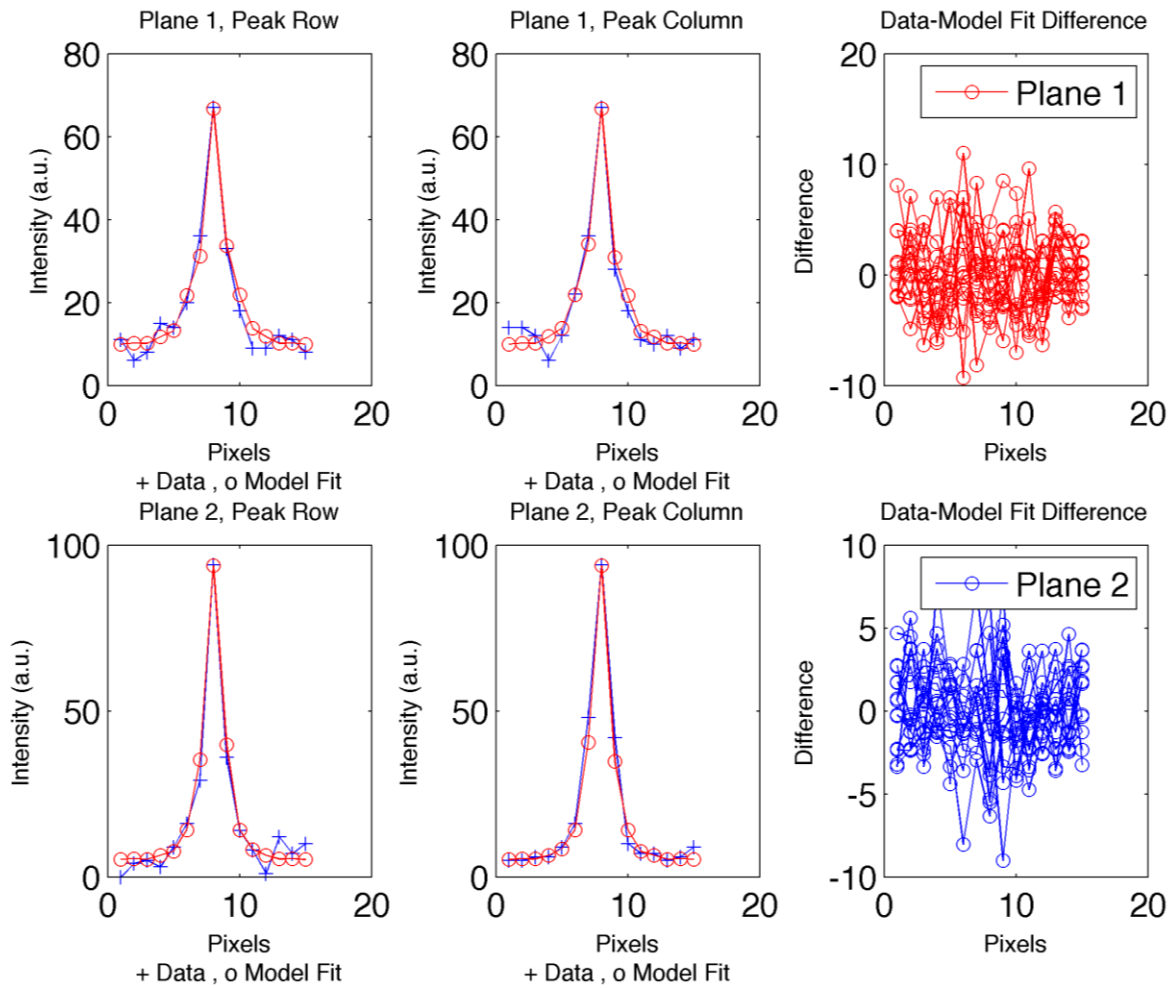 Plane 1, Peak Row
80
60
40
20
0
0
10
20
Intensity (a.u.)
Pixels
+ Data , o Model Fit
Plane 1, Peak Column
80
60
40
20
0
0
10
20
Intensity (a.u.)
Pixels
+ Data , o Model Fit
Data-Model Fit Difference
20
10
0
-10
0
10
20
Difference
Plane 1
Pixels
Plane 2, Peak Row
100
50
0
0
10
20
Intensity (a.u.)
Pixels
+ Data , o Model Fit
Plane 2, Peak Column
100
50
0
0
10
20
Intensity (a.u.)
Pixels
+ Data , o Model Fit
Data-Model Fit Difference
10
5
0
-5
-10
0
10
20
Difference
Plane 2
Pixels